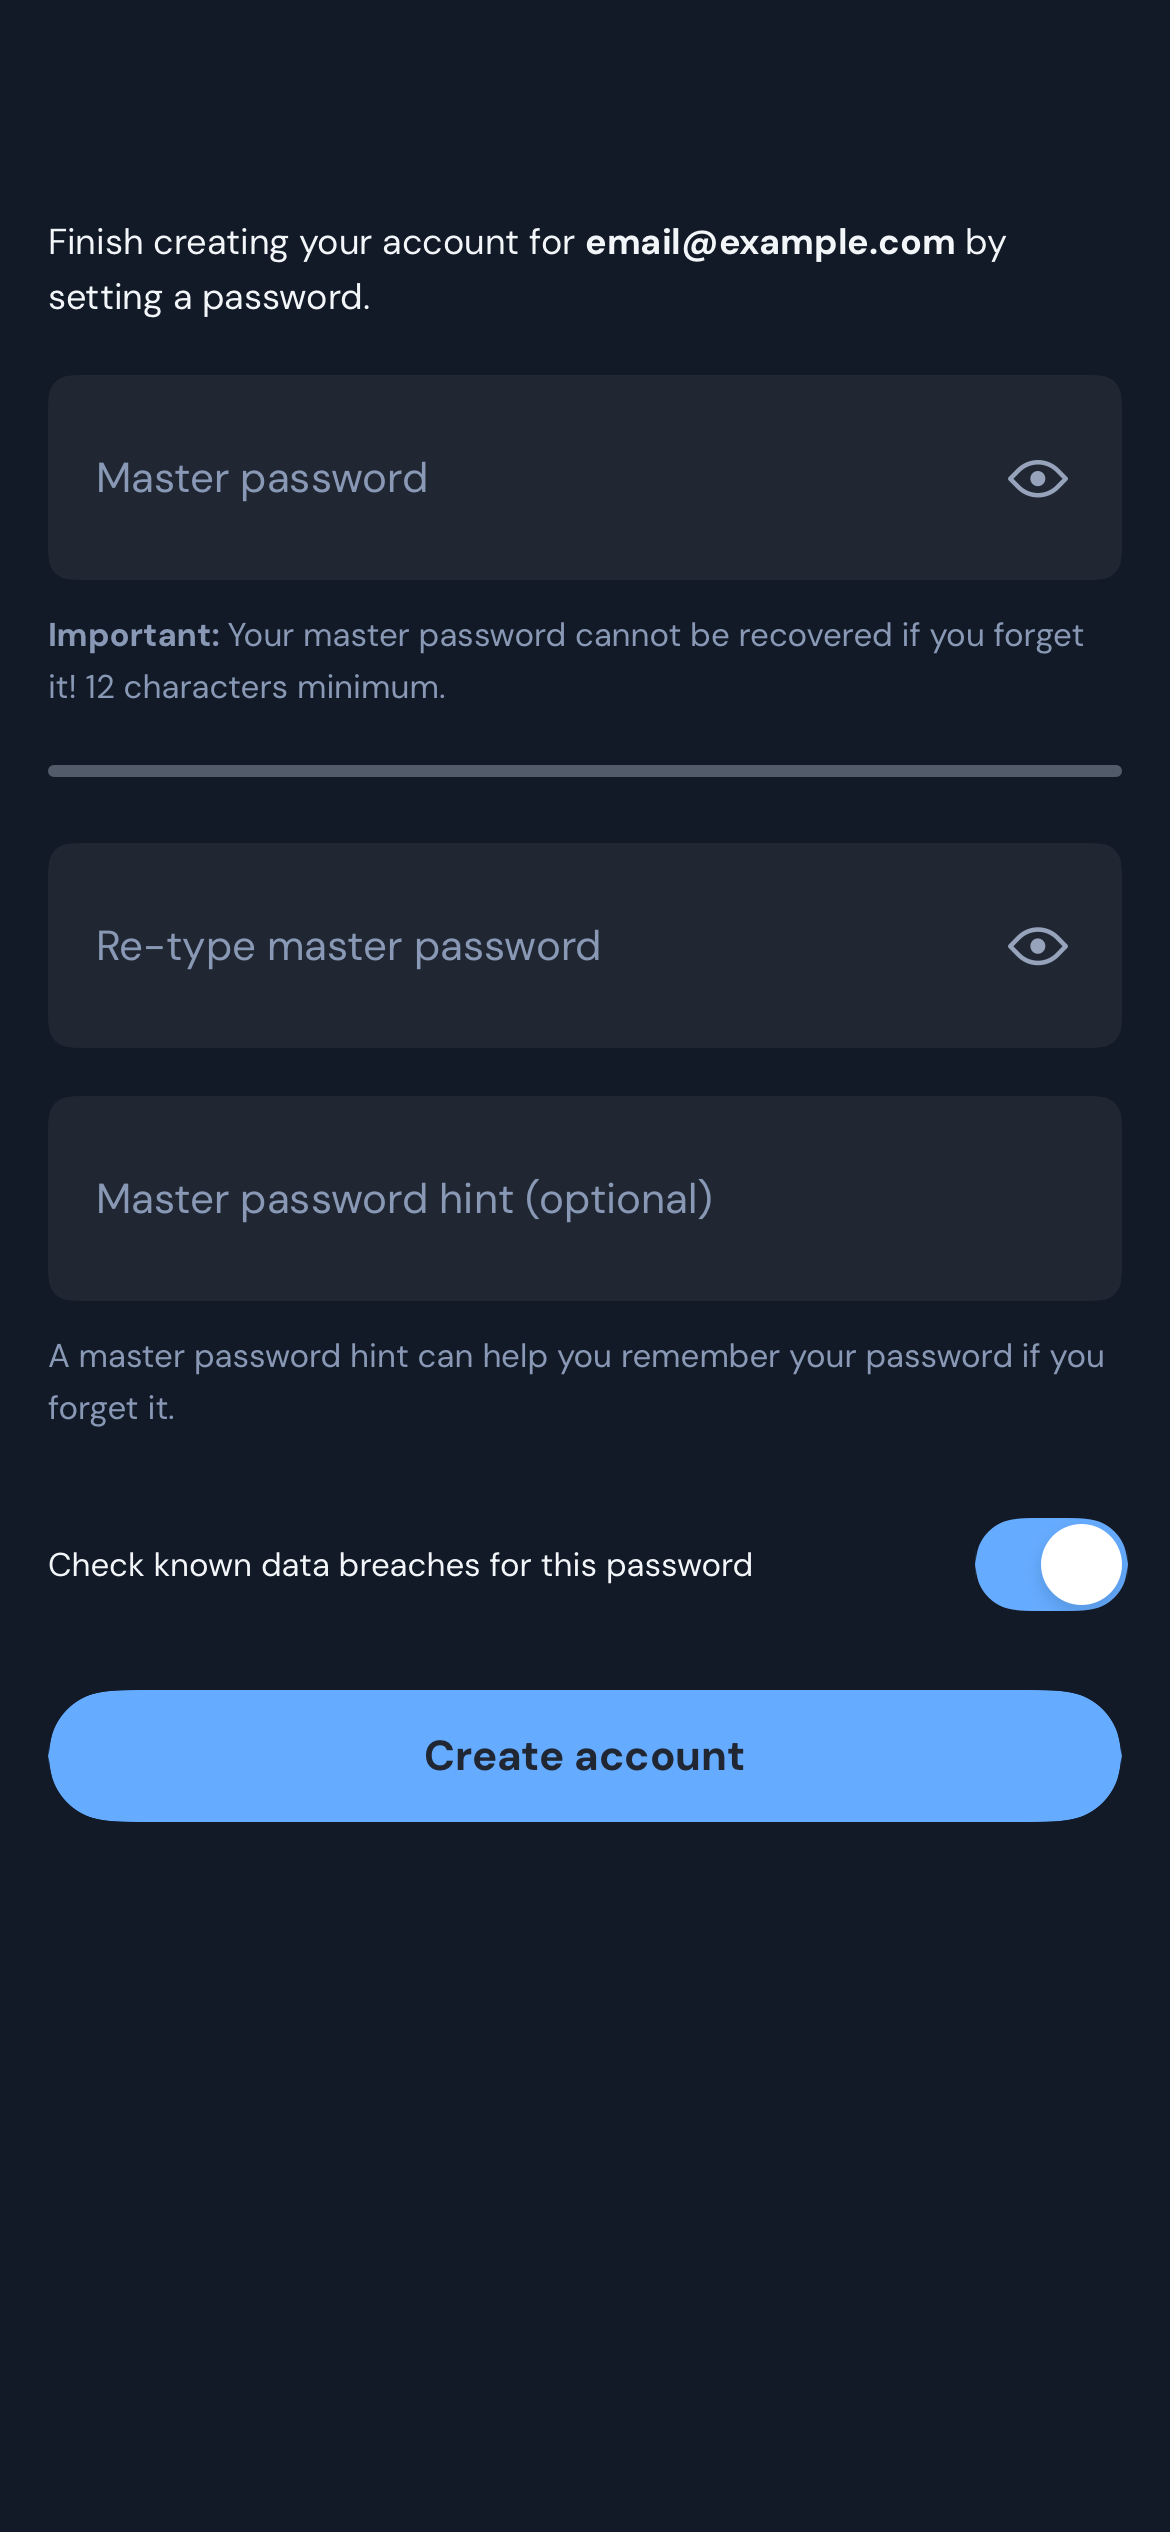 Finish creating your account for email@example.com by
setting a password.
Master password
Important: Your master password cannot be recovered if you forget
it! 12 characters minimum.
Re-type master password
Master password hint (optional)
A master password hint can help you remember your password if you
forget it.
Check known data breaches for this password
Create account